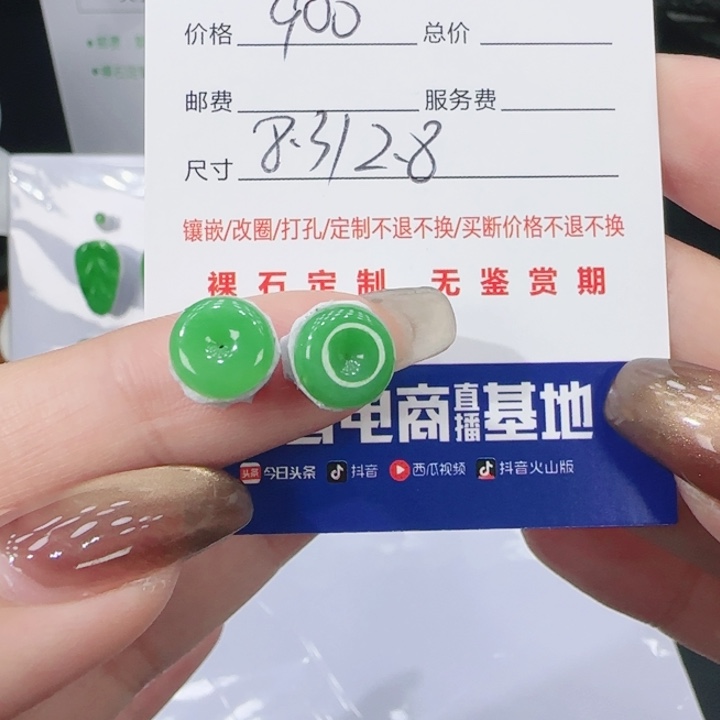 价格 900 总价
邮费 服务费
尺寸 8.3/2.8
镶嵌/改圈/打孔/定制不退不换/买断价格不退不换
裸石定制 无鉴赏期
电商直播基地
头条 今日头条 抖音 西瓜视频 抖音火山版